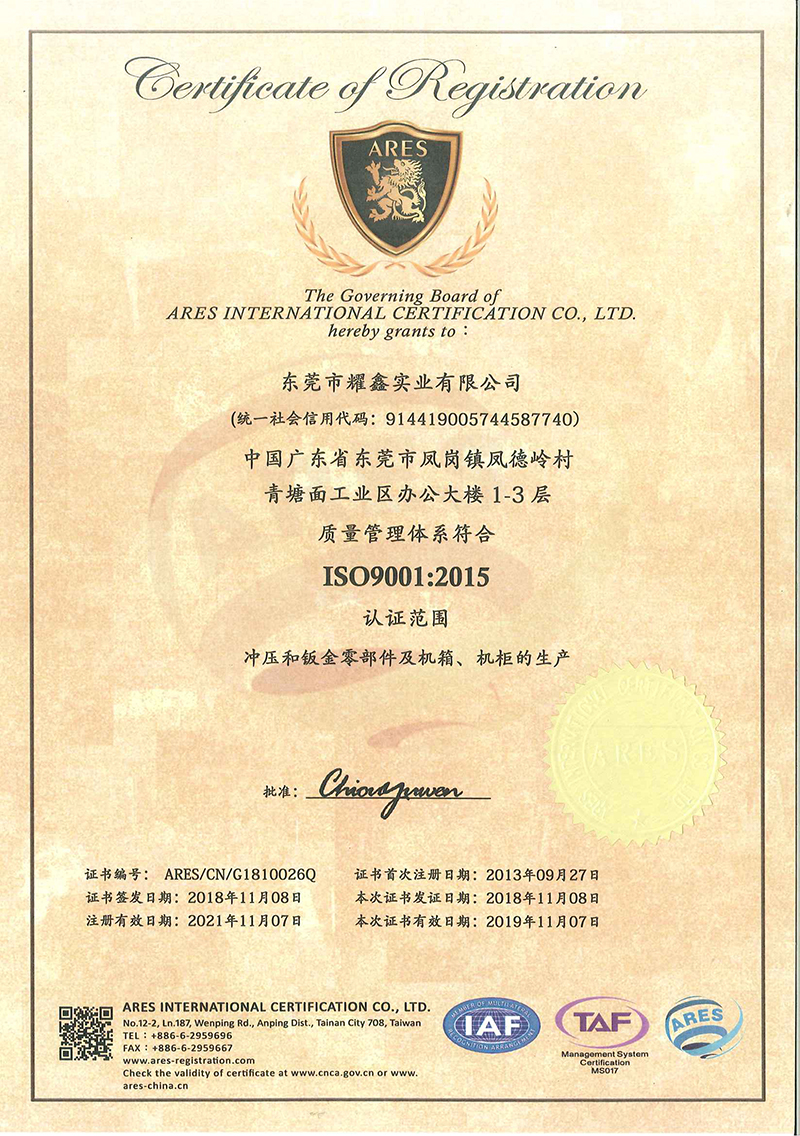 Certificate of Registration
ARES
The Governing Board of
ARES INTERNATIONAL CERTIFICATION CO., LTD.
hereby grants to：
东莞市耀鑫实业有限公司
(统一社会信用代码：914419005744587740)
中国广东省东莞市凤岗镇凤德岭村
青塘面工业区办公大楼 1-3 层
质量管理体系符合
ISO9001:2015
认证范围
冲压和钣金零部件及机箱、机柜的生产
ARES
批准：
证书编号： ARES/CN/G1810026Q
证书首次注册日期：2013年09月27日
证书签发日期：2018年11月08日
本次证书发证日期：2018年11月08日
注册有效日期：2021年11月07日
本次证书有效日期：2019年11月07日
ARES INTERNATIONAL CERTIFICATION CO., LTD.
No.12-2, Ln.187, Wenping Rd., Anping Dist., Tainan City 708, Taiwan
TEL：+886-6-2959696
FAX：+886-6-2959667
www.ares-registration.com
Check the validity of certificate at www.cnca.gov.cn or www.
ares-china.cn
MEMBER OF MULTILATERAL
IAF
RECOGNITION ARRANGEMENT
TAF
Management System
Certification
MS017
ARES